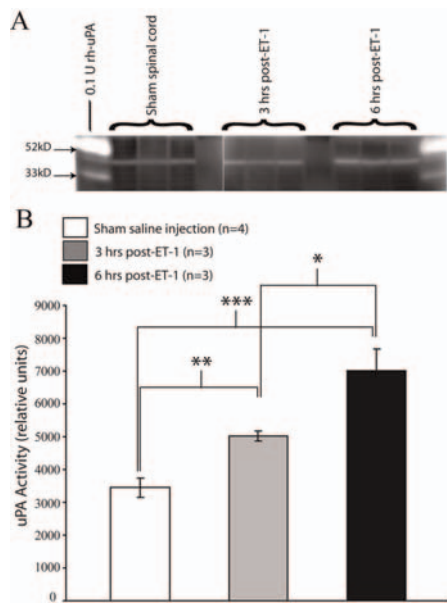 A
0.1 U rh-uPA
Sham spinal cord
3 hrs post-ET-1
6 hrs post-ET-1
52kD
33kD
B
Sham saline injection (n=4)
3 hrs post-ET-1 (n=3)
6 hrs post-ET-1 (n=3)
*
***
**
uPA Activity (relative units)
9000
8000
7000
6000
5000
4000
3000
2000
1000
0